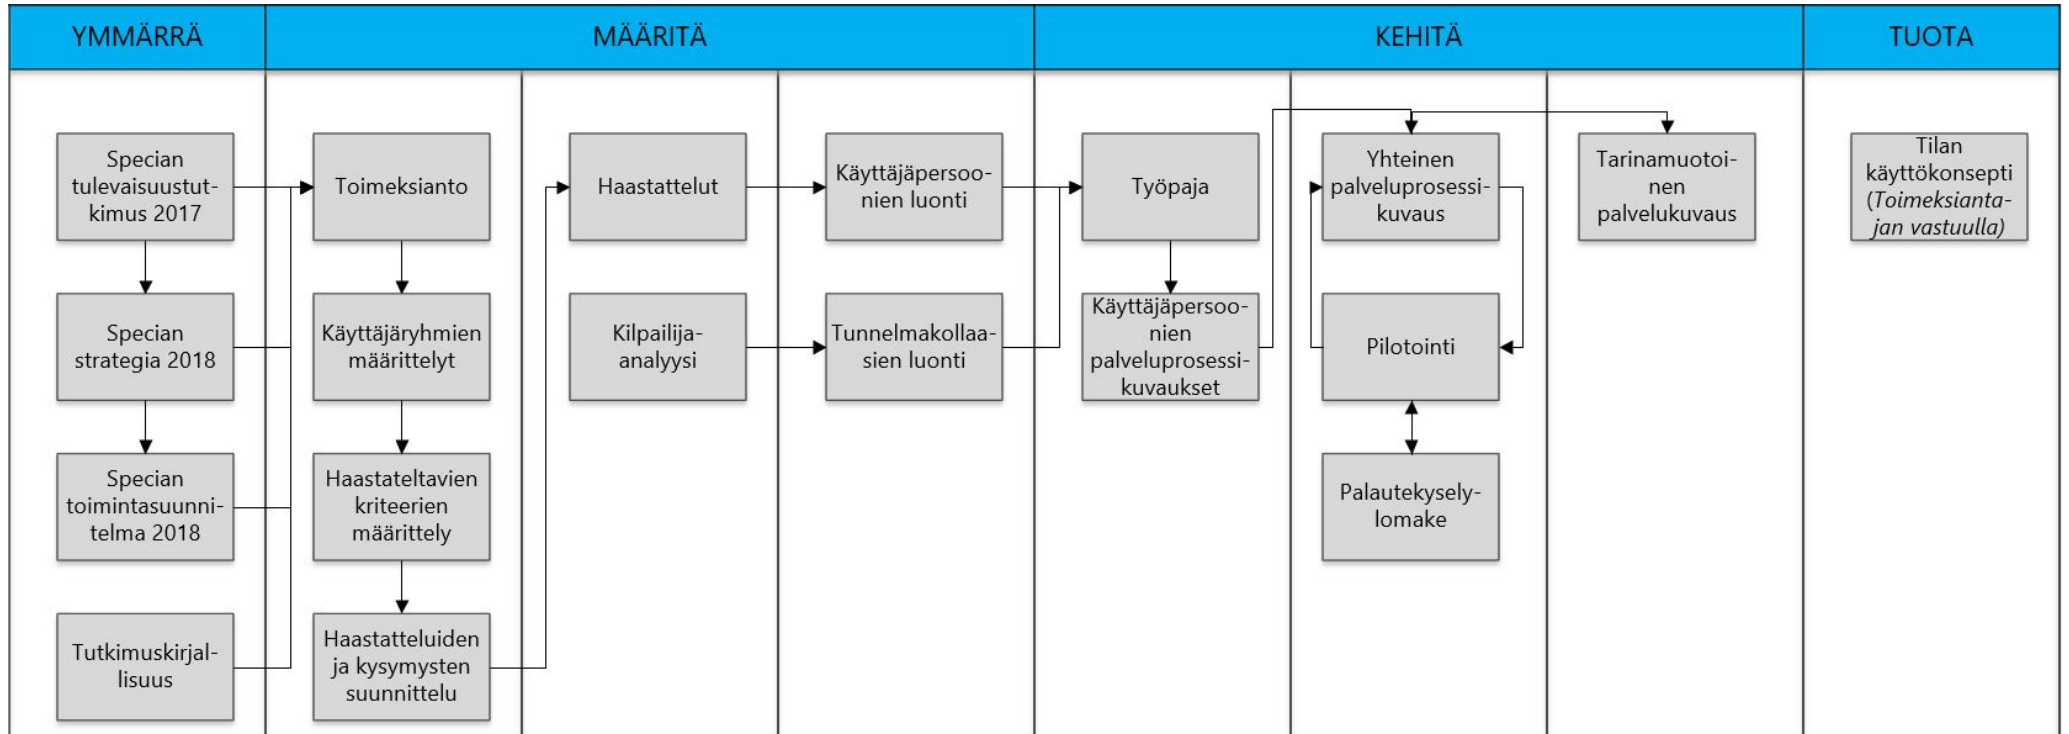 YMMÄRRÄ
MÄÄRITÄ
KEHITÄ
TUOTA
Specian
tulevaisuustut-
kimus 2017
Specian
strategia 2018
Specian
toimintasuunni-
telma 2018
Tutkimuskirjal-
lisuus
Toimeksianto
Käyttäjäryhmien
määrittelyt
Haastateltavien
kriteerien
määrittely
Haastatteluiden
ja kysymysten
suunnittelu
Haastattelut
Kilpailija-
analyysi
Käyttäjäpersoo-
nien luonti
Tunnelmakollaa-
sien luonti
Työpaja
Käyttäjäpersoo-
nien
palveluprosessi-
kuvaukset
Yhteinen
palveluprosessi-
kuvaus
Pilotointi
Palautekysely-
lomake
Tarinamuotoi-
nen
palvelukuvaus
Tilan
käyttökonsepti
(Toimeksianta-
jan vastuulla)